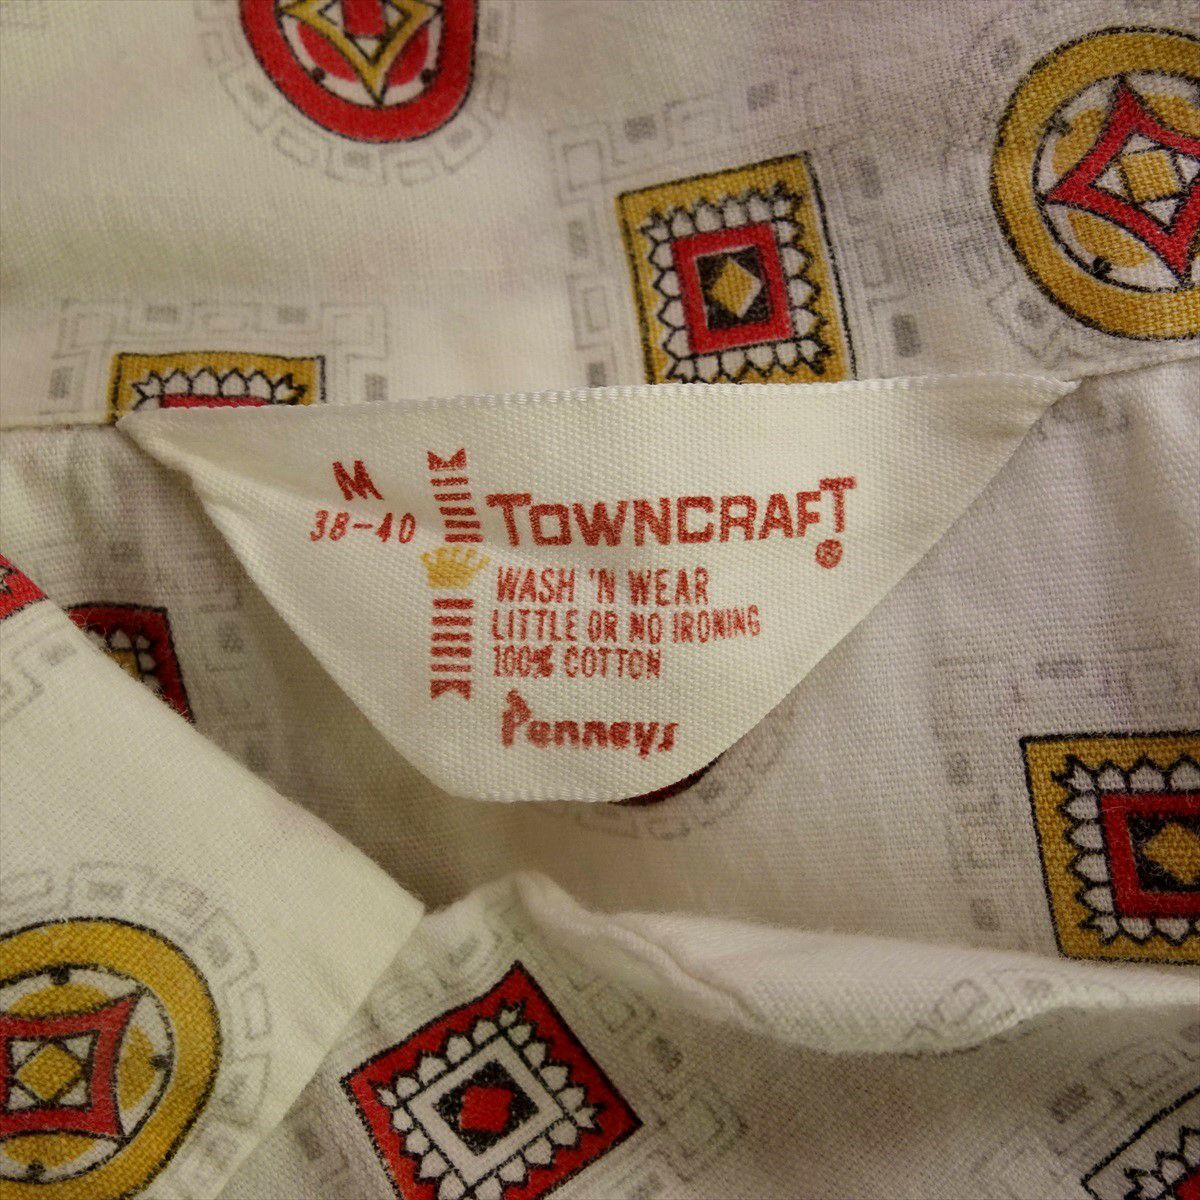 M
38-40
TOWNCRAFT®
WASH 'N WEAR
LITTLE OR NO IRONING
100% COTTON
Penneys